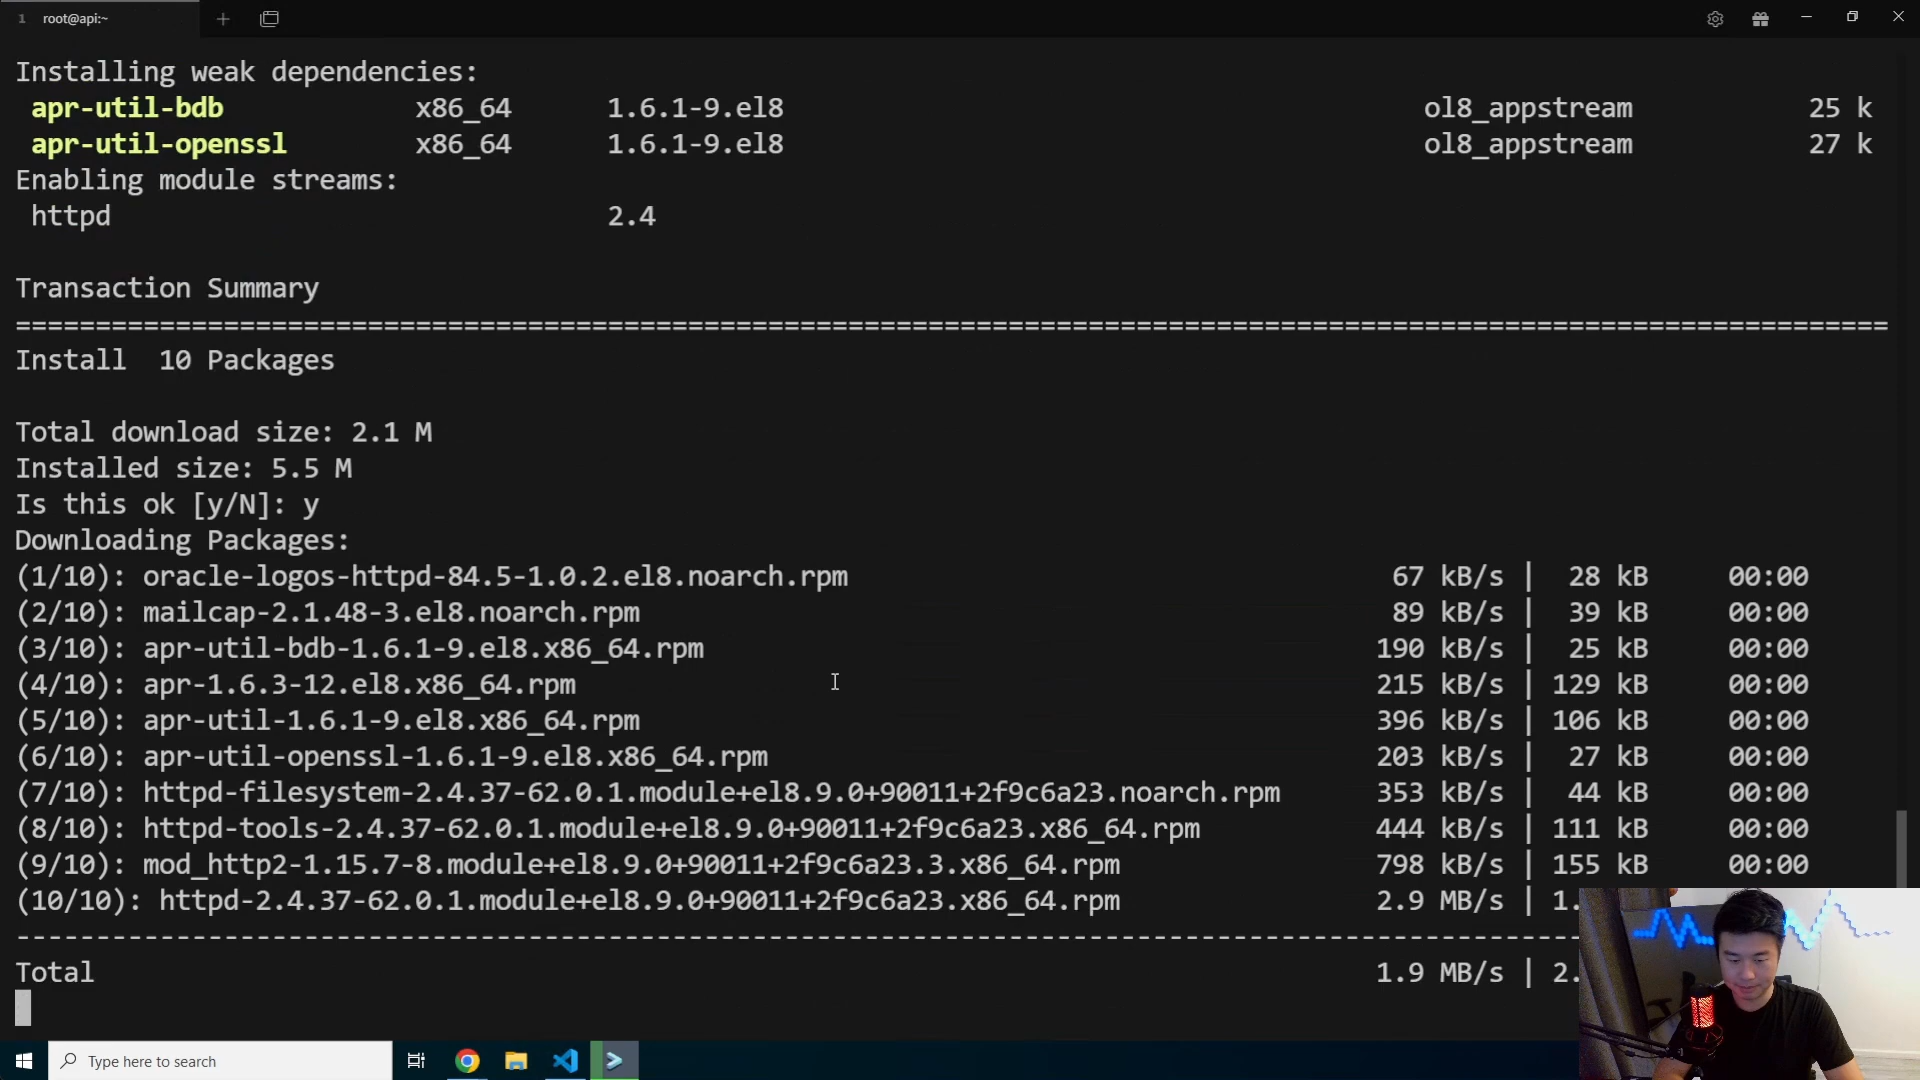 1 root@api:~
Installing weak dependencies:
apr-util-bdb x86_64 1.6.1-9.el8 ol8_appstream 25 k
apr-util-openssl x86_64 1.6.1-9.el8 ol8_appstream 27 k
Enabling module streams:
httpd 2.4
Transaction Summary
================================================================================
Install 10 Packages
Total download size: 2.1 M
Installed size: 5.5 M
Is this ok [y/N]: y
Downloading Packages:
(1/10): oracle-logos-httpd-84.5-1.0.2.el8.noarch.rpm 67 kB/s | 28 kB 00:00
(2/10): mailcap-2.1.48-3.el8.noarch.rpm 89 kB/s | 39 kB 00:00
(3/10): apr-util-bdb-1.6.1-9.el8.x86_64.rpm 190 kB/s | 25 kB 00:00
(4/10): apr-1.6.3-12.el8.x86_64.rpm 215 kB/s | 129 kB 00:00
(5/10): apr-util-1.6.1-9.el8.x86_64.rpm 396 kB/s | 106 kB 00:00
(6/10): apr-util-openssl-1.6.1-9.el8.x86_64.rpm 203 kB/s | 27 kB 00:00
(7/10): httpd-filesystem-2.4.37-62.0.1.module+el8.9.0+90011+2f9c6a23.noarch.rpm 353 kB/s | 44 kB 00:00
(8/10): httpd-tools-2.4.37-62.0.1.module+el8.9.0+90011+2f9c6a23.x86_64.rpm 444 kB/s | 111 kB 00:00
(9/10): mod_http2-1.15.7-8.module+el8.9.0+90011+2f9c6a23.3.x86_64.rpm 798 kB/s | 155 kB 00:00
(10/10): httpd-2.4.37-62.0.1.module+el8.9.0+90011+2f9c6a23.x86_64.rpm 2.9 MB/s | 1.
--------------------------------------------------------------------------------
Total 1.9 MB/s | 2.
Type here to search